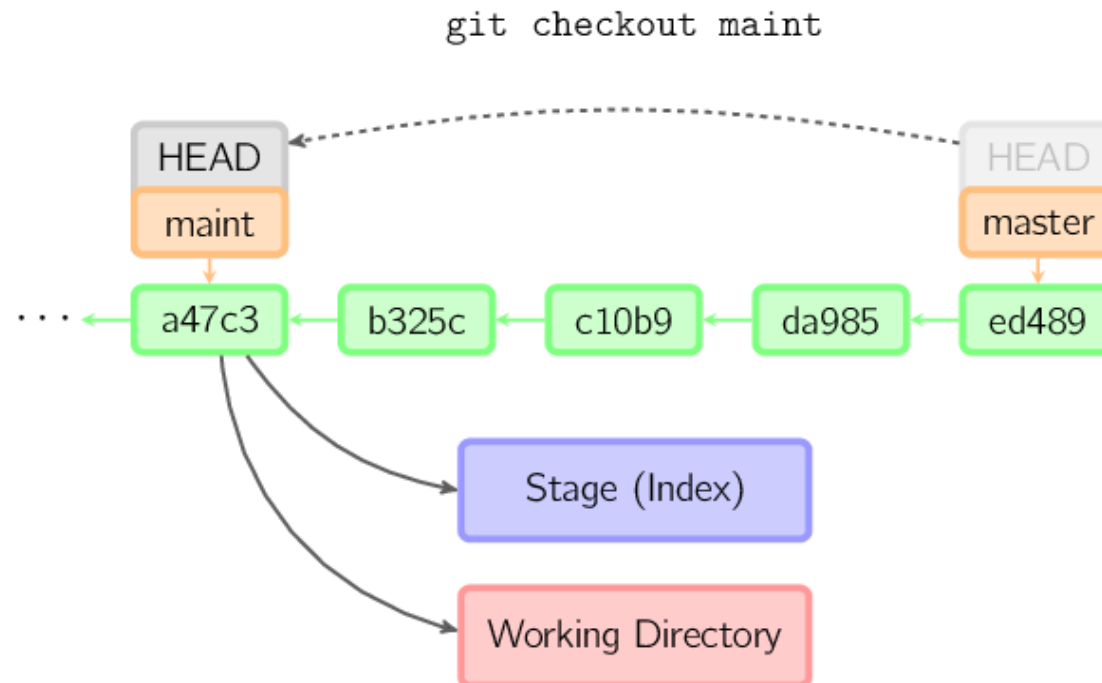 git checkout maint
HEAD
HEAD
maint
master
...
a47c3
b325c
c10b9
da985
ed489
Stage (Index)
Working Directory